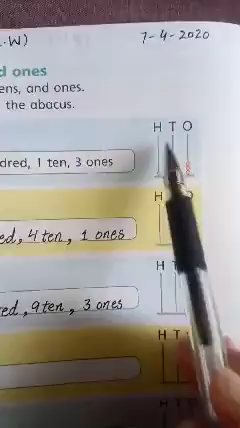 .W)
7-4-2020
d ones
ens, and ones.
the abacus.
H T O
dred, 1 ten, 3 ones
H
ed, 4 ten, 1 ones
H
red, 9 ten, 3 ones
H T
H T